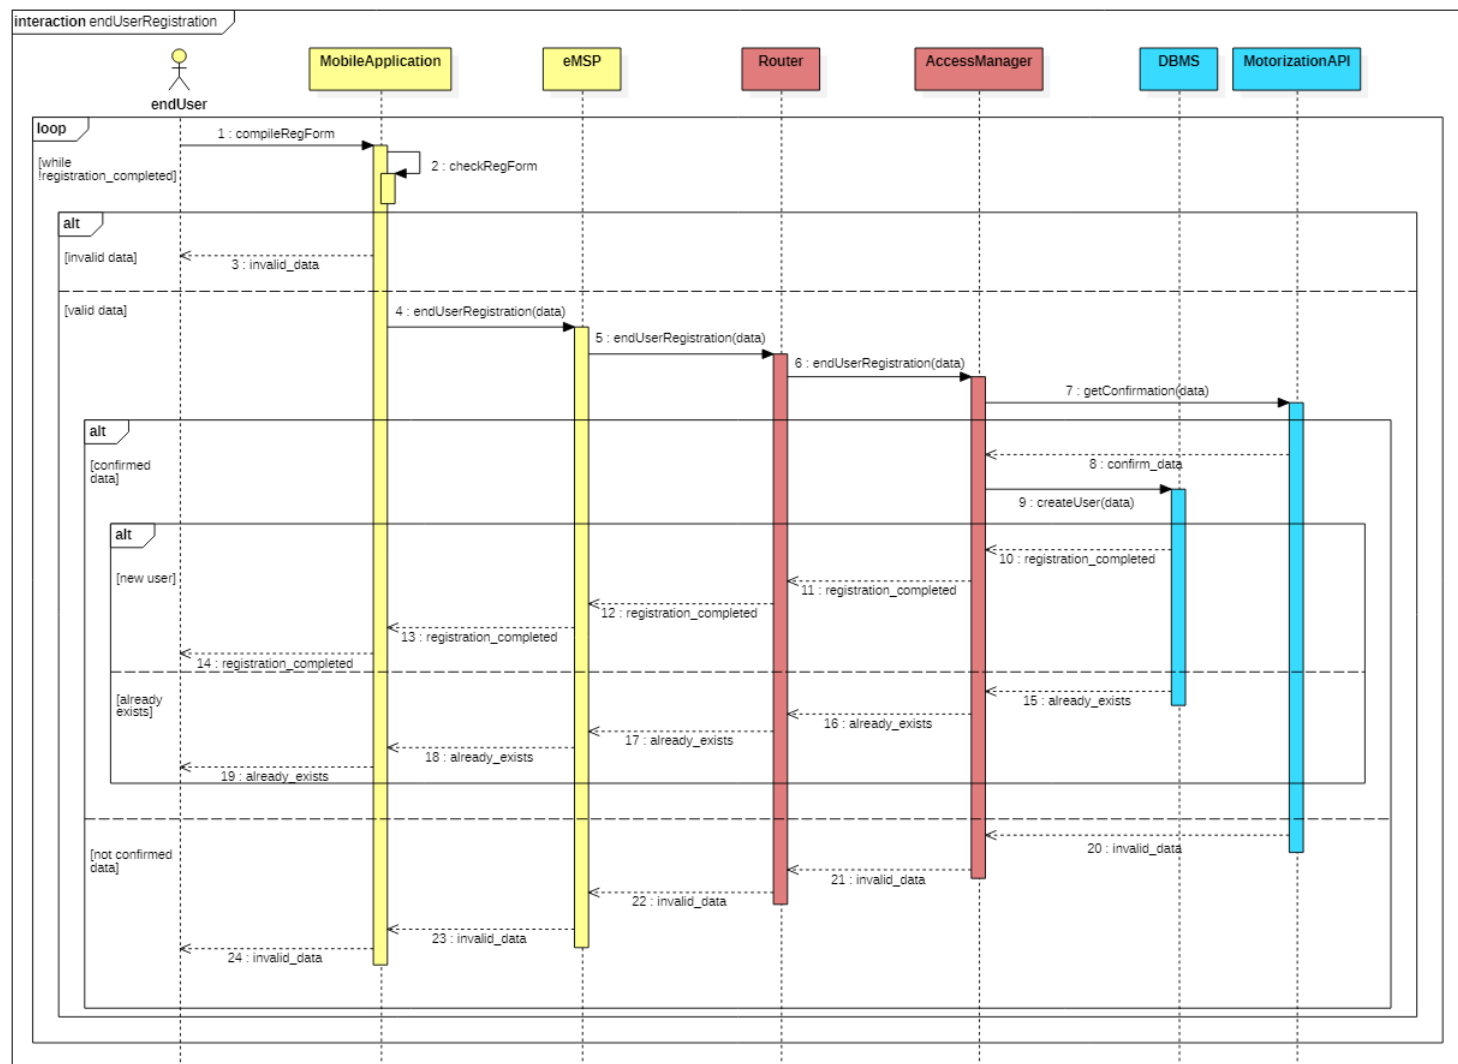 interaction endUserRegistration
MobileApplication
eMSP
Router
AccessManager
DBMS
MotorizationAPI
endUser
loop
1 : compileRegForm
[while
!registration_completed]
2 : checkRegForm
alt
[invalid data]
3 : invalid_data
[valid data]
4 : endUserRegistration(data)
5 : endUserRegistration(data)
6 : endUserRegistration(data)
7 : getConfirmation(data)
alt
[confirmed
data]
8 : confirm_data
9 : createUser(data)
alt
10 : registration_completed
[new user]
11 : registration_completed
12 : registration_completed
13 : registration_completed
14 : registration_completed
[already
exists]
15 : already_exists
16 : already_exists
17 : already_exists
18 : already_exists
19 : already_exists
20 : invalid_data
[not confirmed
data]
21 : invalid_data
22 : invalid_data
23 : invalid_data
24 : invalid_data